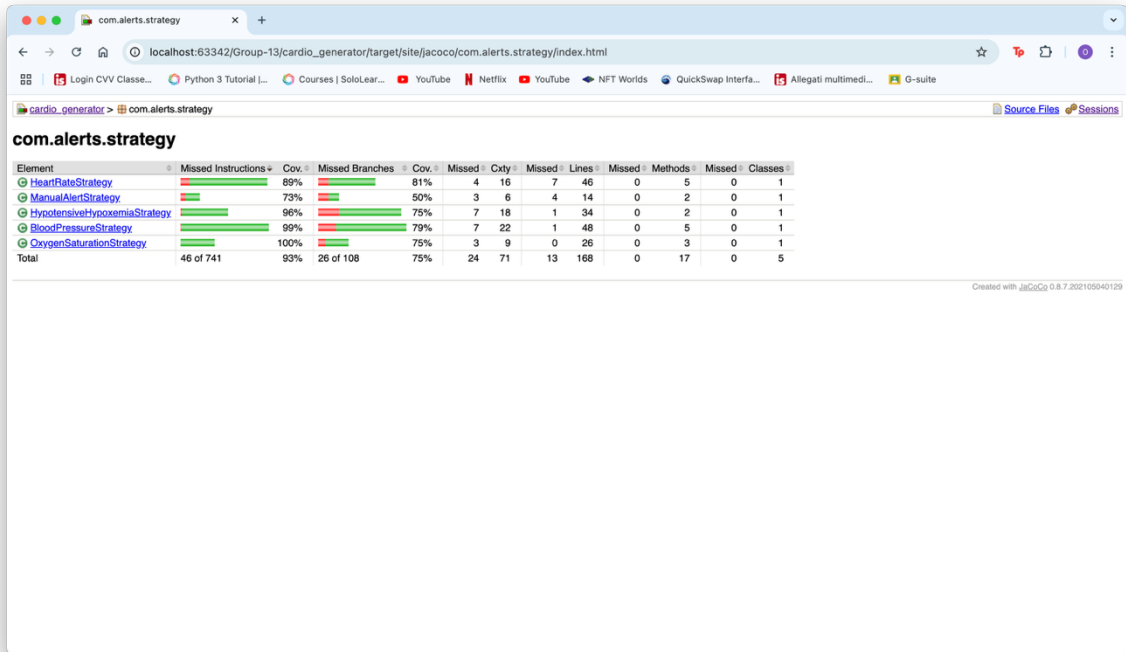 com.alerts.strategy
localhost:63342/Group-13/cardio_generator/target/site/jacoco/com.alerts.strategy/index.html
Login CVV Classe... Python 3 Tutorial |... Courses | SoloLear... YouTube Netflix YouTube NFT Worlds QuickSwap Interfa... Allegati multimedi... G-suite
cardio_generator > com.alerts.strategy Source Files Sessions
com.alerts.strategy
Element Missed Instructions Cov. Missed Branches Cov. Missed Cxty Missed Lines Missed Methods Missed Classes
HeartRateStrategy 89% 81% 4 16 7 46 0 5 0 1
ManualAlertStrategy 73% 50% 3 6 4 14 0 2 0 1
HypotensiveHypoxemiaStrategy 96% 75% 7 18 1 34 0 2 0 1
BloodPressureStrategy 99% 79% 7 22 1 48 0 5 0 1
OxygenSaturationStrategy 100% 75% 3 9 0 26 0 3 0 1
Total 46 of 741 93% 26 of 108 75% 24 71 13 168 0 17 0 5
Created with JaCoCo 0.8.7.202105040129